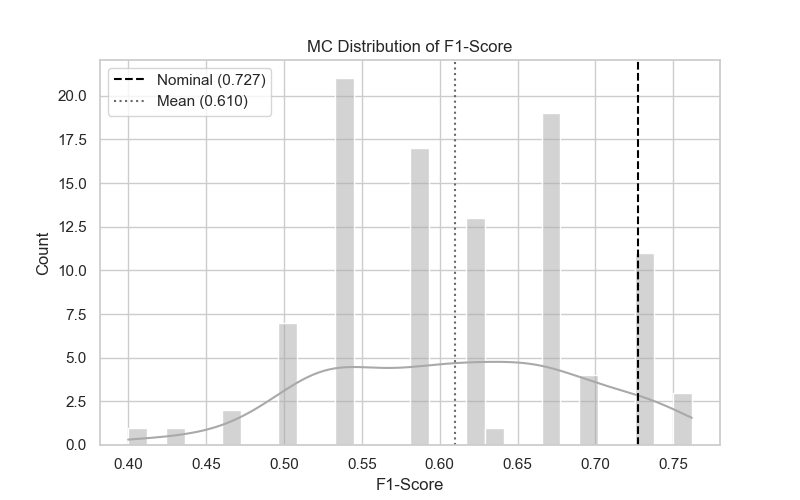 MC Distribution of F1-Score
Nominal (0.727)
Mean (0.610)
20.0
17.5
15.0
12.5
10.0
7.5
5.0
2.5
0.0
Count
0.40 0.45 0.50 0.55 0.60 0.65 0.70 0.75
F1-Score